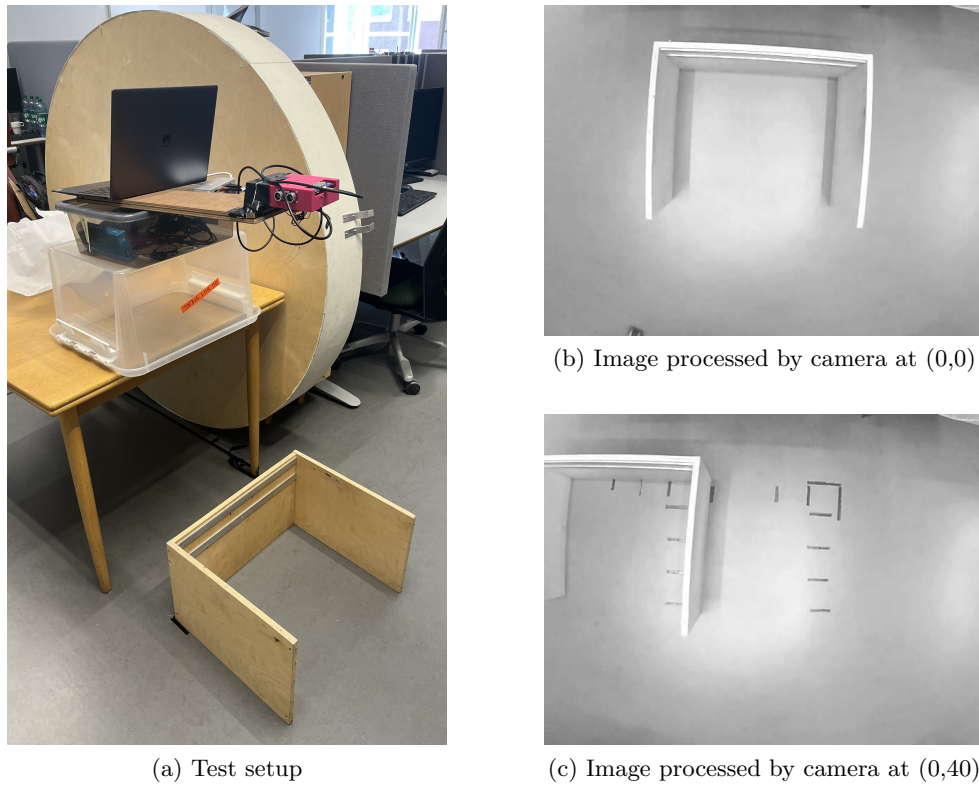 (a) Test setup
(b) Image processed by camera at (0,0)
(c) Image processed by camera at (0,40)